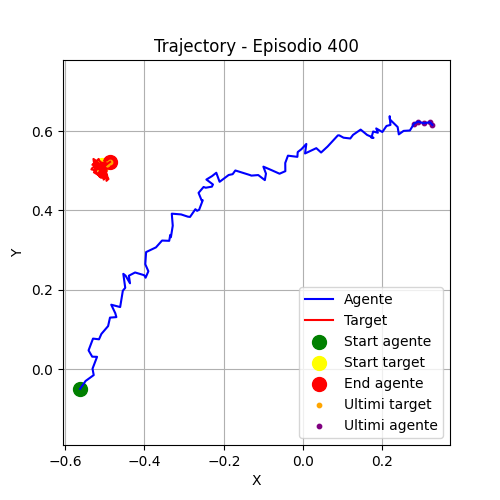 Trajectory - Episodio 400
Y
0.6
0.4
0.2
0.0
Agente
Target
Start agente
Start target
End agente
Ultimi target
Ultimi agente
−0.6
−0.4
−0.2
0.0
0.2
X